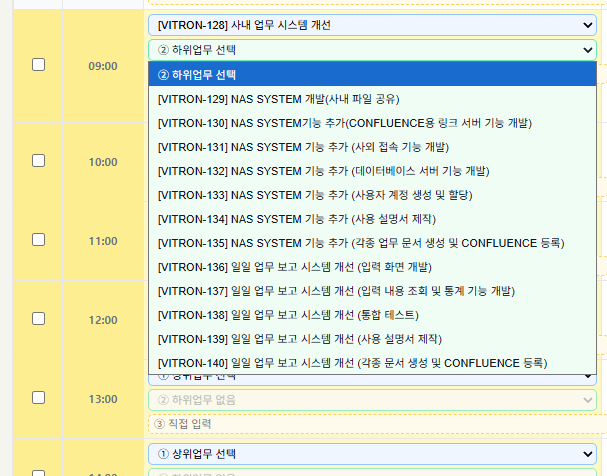 [VITRON-128] 사내 업무 시스템 개선
② 하위업무 선택
09:00
② 하위업무 선택
[VITRON-129] NAS SYSTEM 개발(사내 파일 공유)
[VITRON-130] NAS SYSTEM기능 추가(CONFLUENCE용 링크 서버 기능 개발)
[VITRON-131] NAS SYSTEM 기능 추가 (사외 접속 기능 개발)
10:00
[VITRON-132] NAS SYSTEM 기능 추가 (데이터베이스 서버 기능 개발)
[VITRON-133] NAS SYSTEM 기능 추가 (사용자 계정 생성 및 할당)
[VITRON-134] NAS SYSTEM 기능 추가 (사용 설명서 제작)
11:00
[VITRON-135] NAS SYSTEM 기능 추가 (각종 업무 문서 생성 및 CONFLUENCE 등록)
[VITRON-136] 일일 업무 보고 시스템 개선 (입력 화면 개발)
[VITRON-137] 일일 업무 보고 시스템 개선 (입력 내용 조회 및 통계 기능 개발)
12:00
[VITRON-138] 일일 업무 보고 시스템 개선 (통합 테스트)
[VITRON-139] 일일 업무 보고 시스템 개선 (사용 설명서 제작)
[VITRON-140] 일일 업무 보고 시스템 개선 (각종 문서 생성 및 CONFLUENCE 등록)
① 상위업무 선택
13:00
② 하위업무 없음
③ 직접 입력
① 상위업무 선택